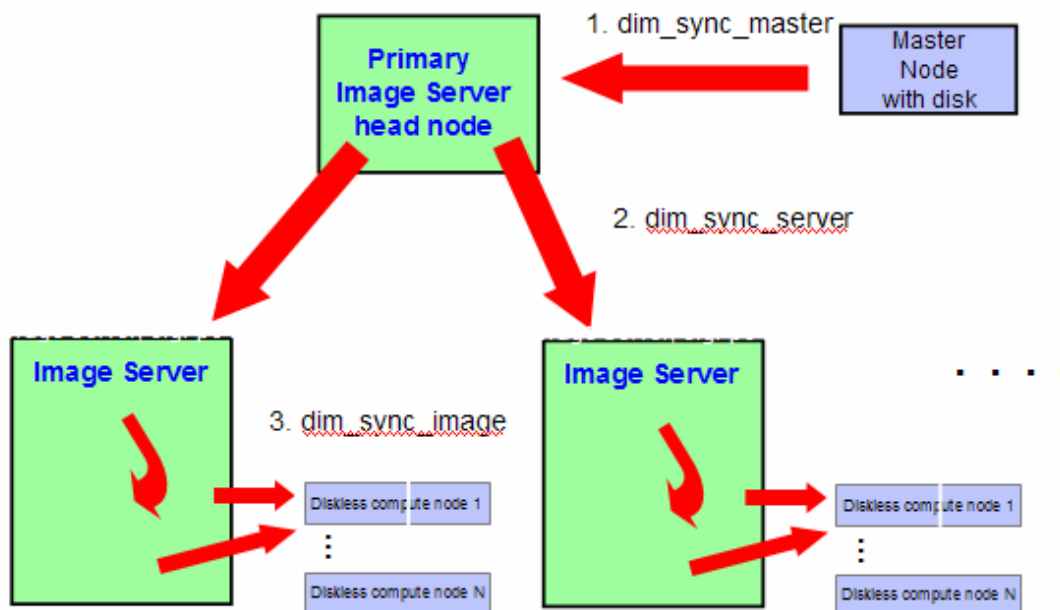 1. dim_sync_master
Master
Node
with disk
Primary
Image Server
head node
2. dim_sync_server
Image Server
Image Server
. . . .
3. dim_sync_image
Diskless compute node 1
Diskless compute node 1
⋮
⋮
Diskless compute node N
Diskless compute node N